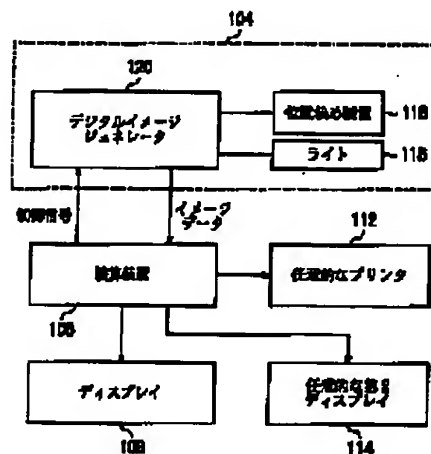 104
120
デジタルイメージ
ジェネレータ
位置決め装置
116
ライト
118
制御信号
イメージ
データ
112
演算装置
任意的なプリンタ
ディスプレイ
任意的な第2
ディスプレイ
114